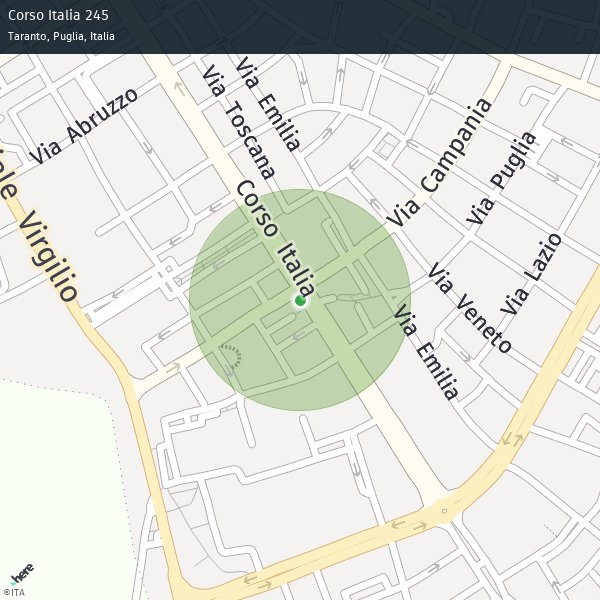 Corso Italia 245
Taranto, Puglia, Italia
Via Abruzzo
Via Toscana
Via Emilia
Via Campania
Via Puglia
Virgilio
Corso Italia
Via Lazio
Via Veneto
Via Emilia
here
©ITA